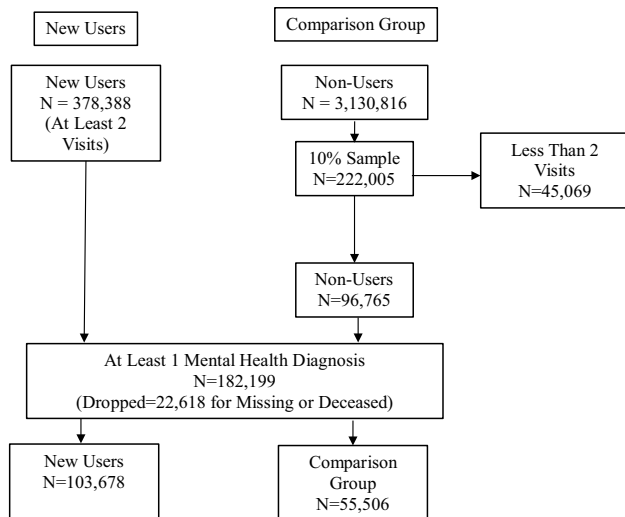 New Users
Comparison Group
New Users
N = 378,388
(At Least 2
Visits)
Non-Users
N = 3,130,816
10% Sample
N=222,005
Less Than 2
Visits
N=45,069
Non-Users
N=96,765
At Least 1 Mental Health Diagnosis
N=182,199
(Dropped=22,618 for Missing or Deceased)
New Users
N=103,678
Comparison
Group
N=55,506